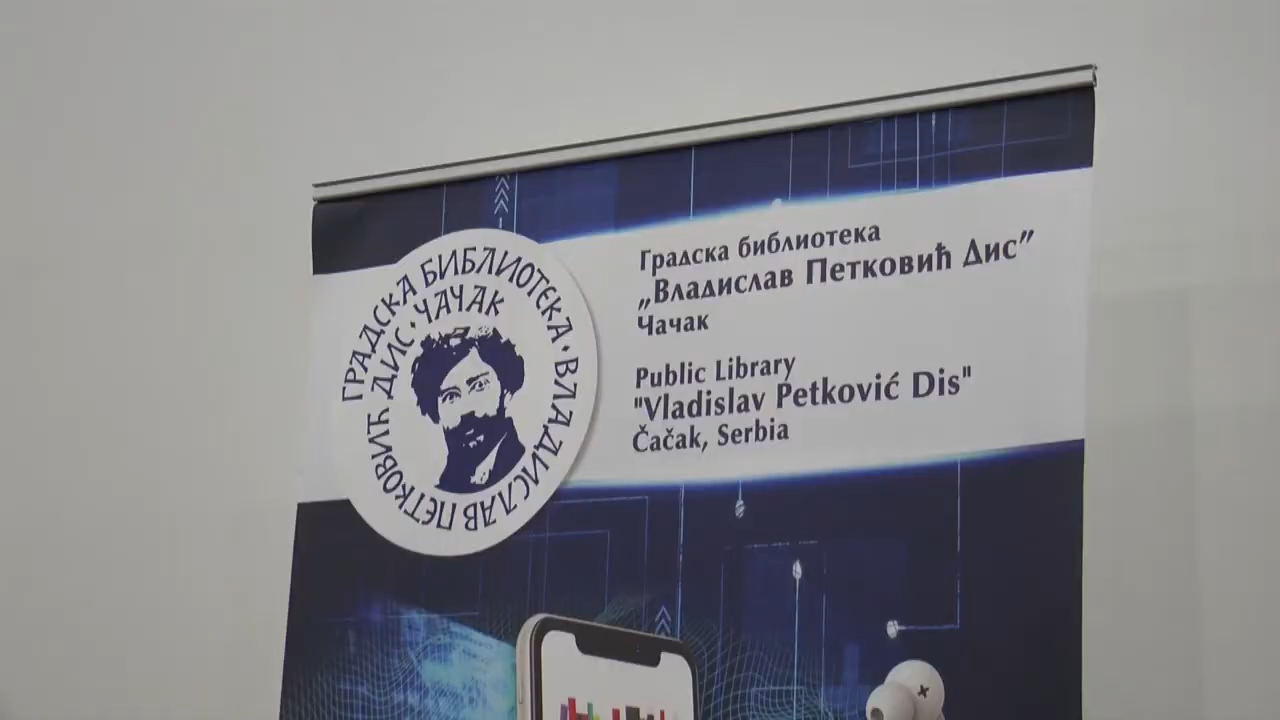 ГРАДСКА БИБЛИОТЕКА · ВЛАДИСЛАВ ПЕТКОВИЋ ДИС · ЧАЧАК
Градска библиотека
„Владислав Петковић Дис”
Чачак
Public Library
"Vladislav Petković Dis"
Čačak, Serbia